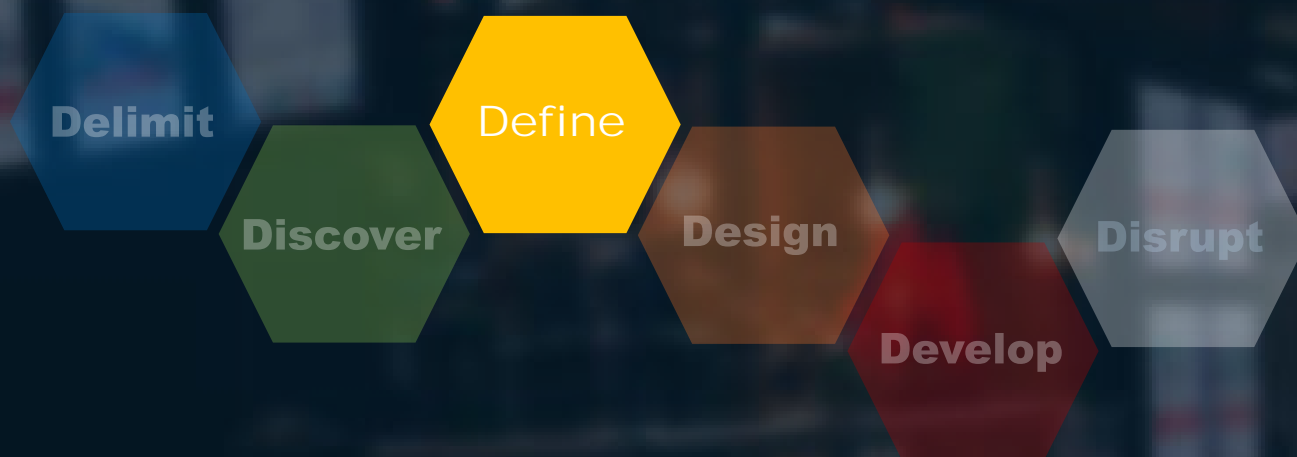 Delimit
Discover
Define
Design
Develop
Disrupt